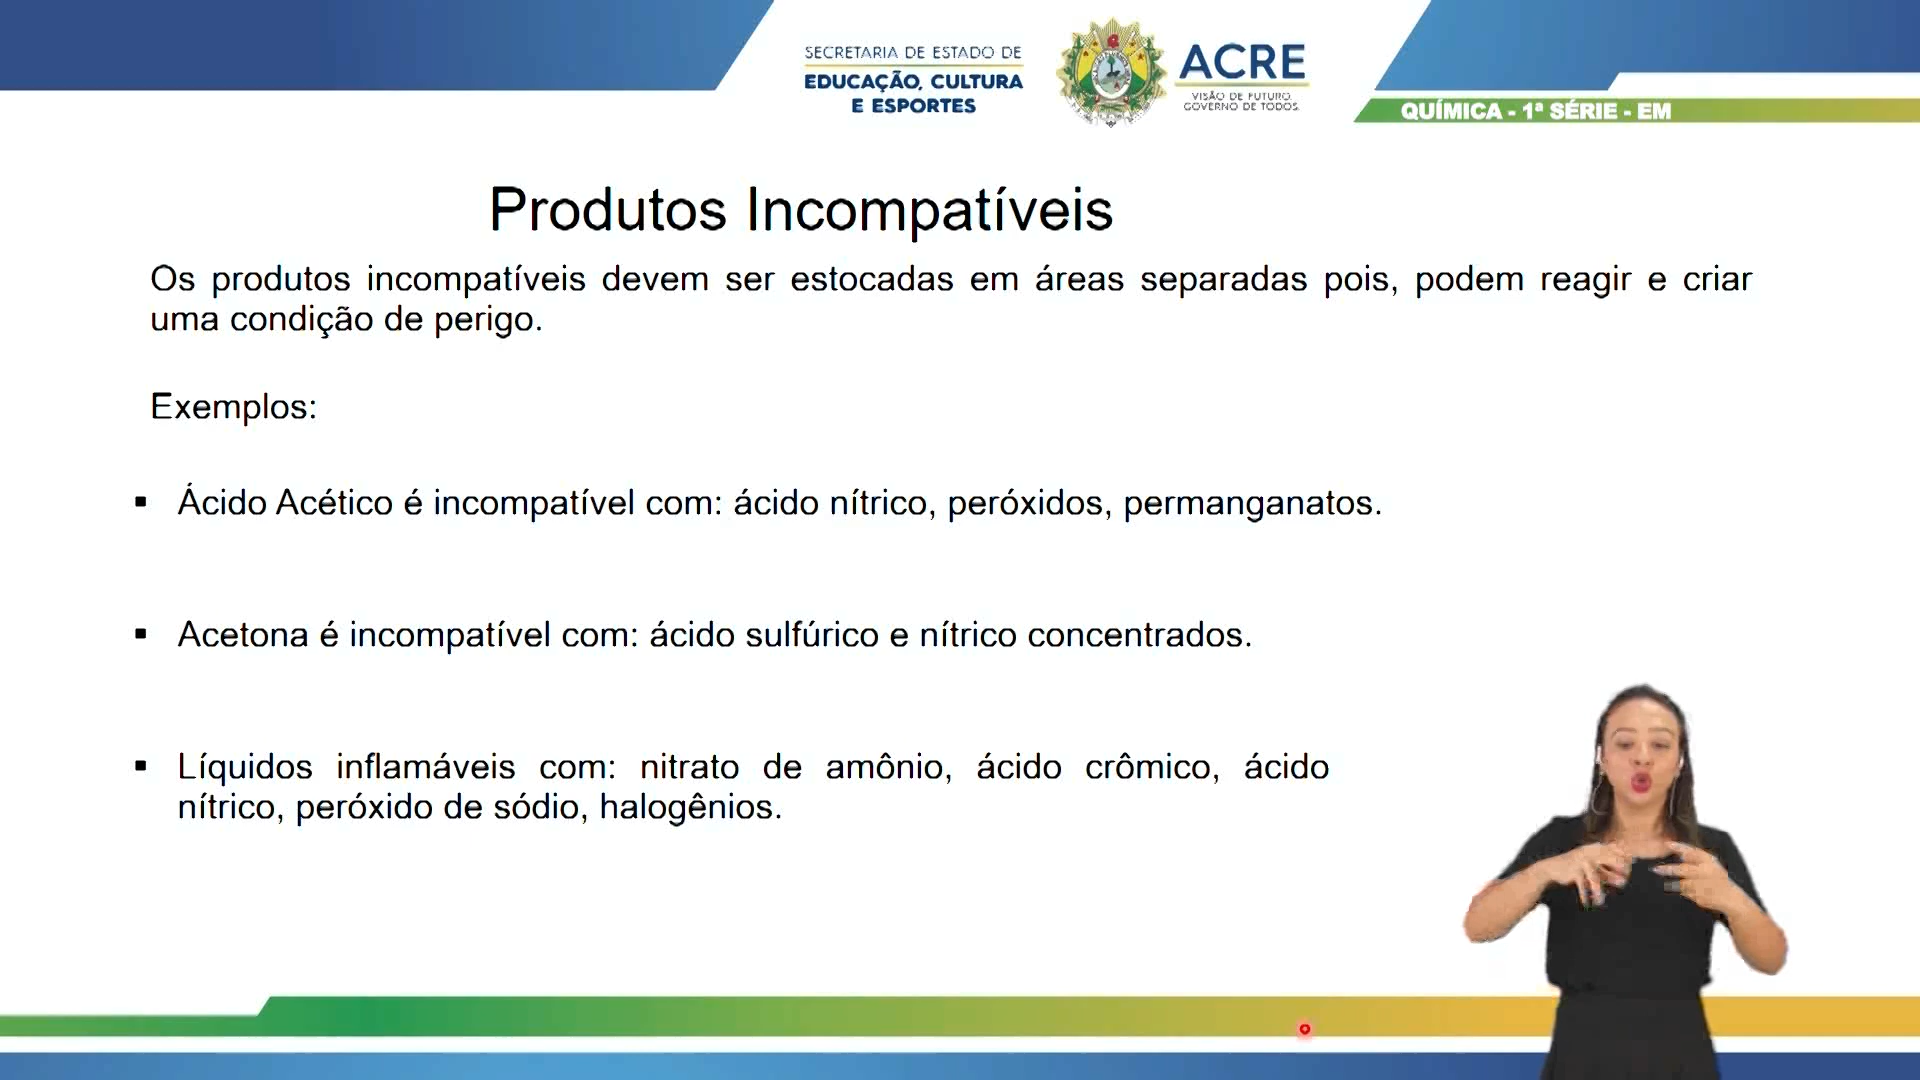 SECRETARIA DE ESTADO DE
EDUCAÇÃO, CULTURA
E ESPORTES
ACRE
VISÃO DE FUTURO.
GOVERNO DE TODOS.
QUÍMICA - 1ª SÉRIE - EM
Produtos Incompatíveis
Os produtos incompatíveis devem ser estocadas em áreas separadas pois, podem reagir e criar
uma condição de perigo.
Exemplos:
▪ Ácido Acético é incompatível com: ácido nítrico, peróxidos, permanganatos.
▪ Acetona é incompatível com: ácido sulfúrico e nítrico concentrados.
▪ Líquidos inflamáveis com: nitrato de amônio, ácido crômico, ácido
nítrico, peróxido de sódio, halogênios.